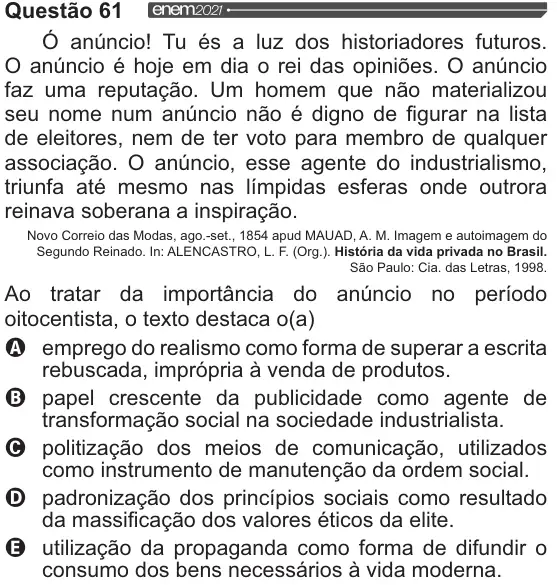 Questão 61 enem2021
Ó anúncio! Tu és a luz dos historiadores futuros.
O anúncio é hoje em dia o rei das opiniões. O anúncio
faz uma reputação. Um homem que não materializou
seu nome num anúncio não é digno de figurar na lista
de eleitores, nem de ter voto para membro de qualquer
associação. O anúncio, esse agente do industrialismo,
triunfa até mesmo nas límpidas esferas onde outrora
reinava soberana a inspiração.
Novo Correio das Modas, ago.-set., 1854 apud MAUAD, A. M. Imagem e autoimagem do
Segundo Reinado. In: ALENCASTRO, L. F. (Org.). História da vida privada no Brasil.
São Paulo: Cia. das Letras, 1998.
Ao tratar da importância do anúncio no período
oitocentista, o texto destaca o(a)
A emprego do realismo como forma de superar a escrita
rebuscada, imprópria à venda de produtos.
B papel crescente da publicidade como agente de
transformação social na sociedade industrialista.
C politização dos meios de comunicação, utilizados
como instrumento de manutenção da ordem social.
D padronização dos princípios sociais como resultado
da massificação dos valores éticos da elite.
E utilização da propaganda como forma de difundir o
consumo dos bens necessários à vida moderna.